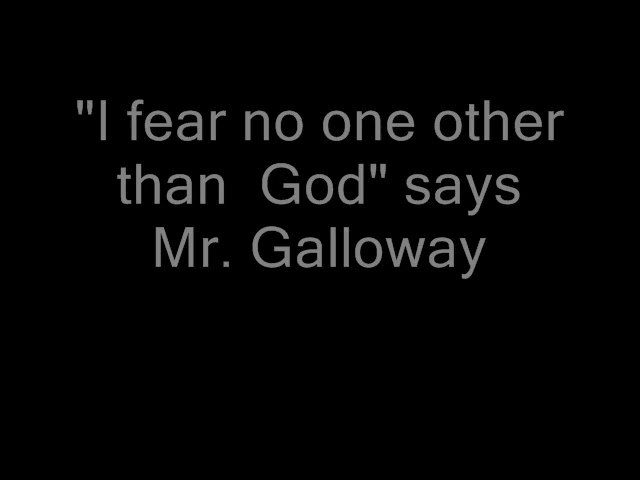 "I fear no one other
than  God" says
Mr. Galloway